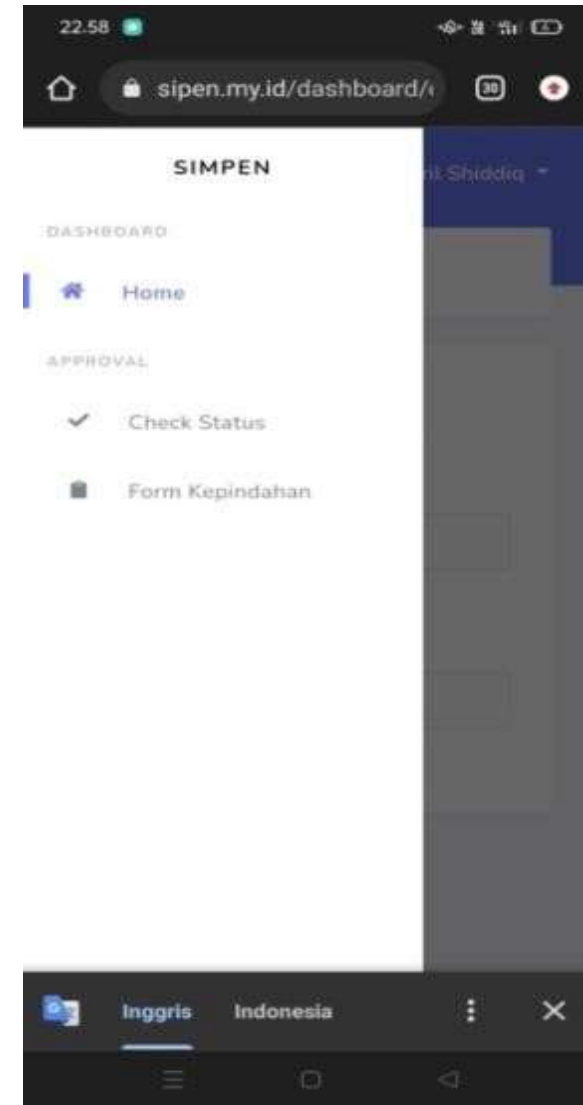 22.58
sipen.my.id/dashboard/
30
SIMPEN
Shiddiq
DASHBOARD
Home
APPROVAL
Check Status
Form Kepindahan
Inggris Indonesia